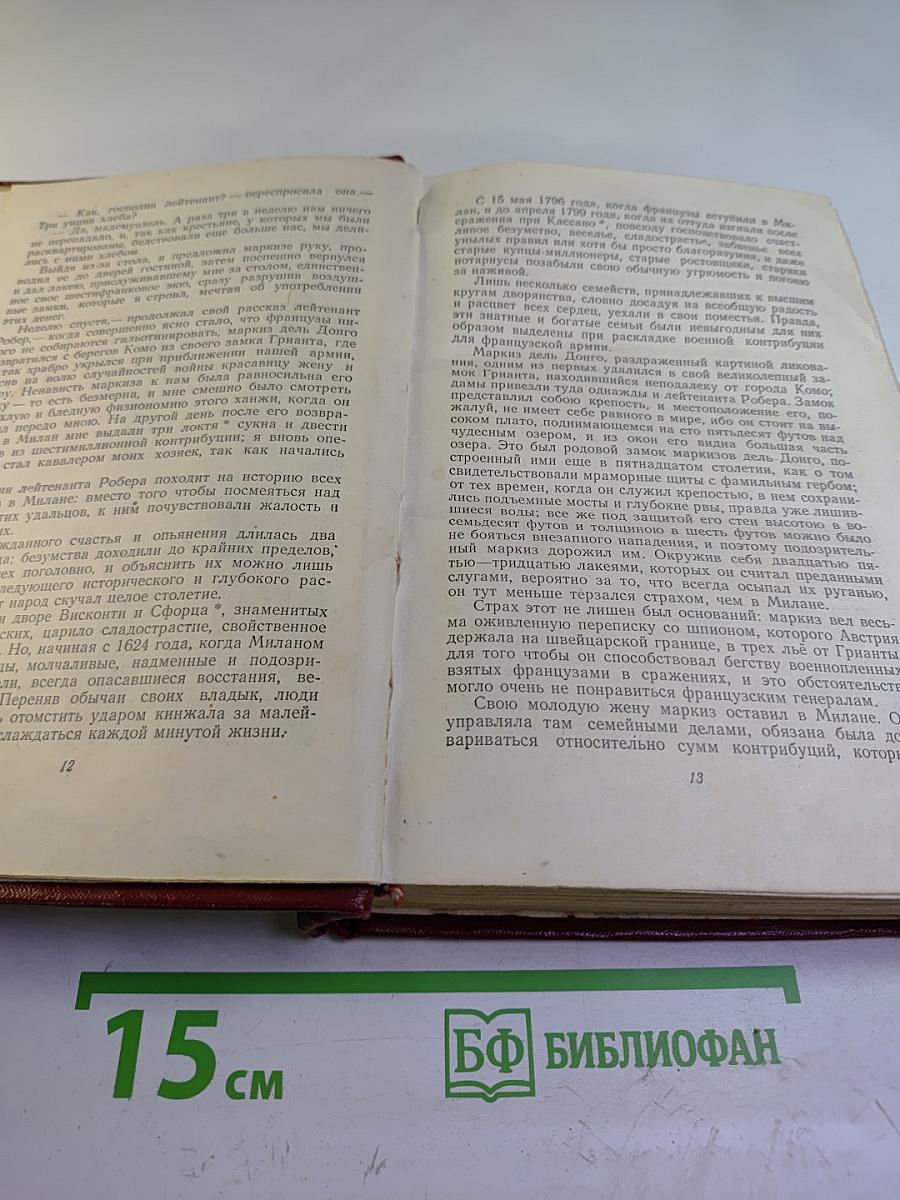 — Как, господин лейтенант? — переспросила она.—
Три унции хлеба?
— Да, мадемуазель. А раза три в неделю нам ничего
не перепадало, и, так как крестьяне, у которых мы были
расквартированы, бедствовали еще больше нас, мы дели-
лись с ними хлебом.
Выйдя из-за стола, я предложил маркизе руку, про-
водил ее до дверей гостиной, затем поспешно вернулся
и дал лакею, прислуживавшему мне за столом, единствен-
ное свое шестифранковое экю, сразу разрушив воздуш-
ные замки, которые я строил, мечтая об употреблении
этих денег.
Неделю спустя,— продолжал свой рассказ лейтенант
Робер,— когда совершенно ясно стало, что французы ни-
ого не собираются гильотинировать, маркиз дель Донго
звратился с берегов Комо из своего замка Грианта, где
так храбро укрылся при приближении нашей армии,
сив на волю случайностей войны красавицу жену и
ру. Ненависть маркиза к нам была равносильна его
ху — то есть безмерна, и мне смешно было смотреть
хлую и бледную физиономию этого ханжи, когда он
л передо мною. На другой день после его возвра-
в Милан мне выдали три локтя * сукна и двести
в из шестимиллионной контрибуции; я вновь опе-
стал кавалером моих хозяек, так как начались
ия лейтенанта Робера походит на историю всех
в в Милане: вместо того чтобы посмеяться над
тих удальцов, к ним почувствовали жалость и
их.
жданного счастья и опьянения длилась два
да; безумства доходили до крайних пределов,
ех поголовно, и объяснить их можно лишь
ледующего исторического и глубокого рас-
т народ скучал целое столетие.
и дворе Висконти и Сфорца *, знаменитых
ских, царило сладострастие, свойственное
. Но, начиная с 1624 года, когда Миланом
цы, молчаливые, надменные и подозри-
ели, всегда опасавшиеся восстания, ве-
Переняв обычаи своих владык, люди
ь отомстить ударом кинжала за малей-
слаждаться каждой минутой жизни.
12
С 15 мая 1796 года, когда французы вступили в Ми-
лан, и до апреля 1799 года, когда их оттуда изгнали после
сражения при Кассано *, повсюду господствовало счаст-
ливое безумство, веселье, сладострастье, забвенье всех
унылых правил или хотя бы просто благоразумия, и даже
старые купцы-миллионеры, старые ростовщики, старики
нотариусы позабыли свою обычную угрюмость и погоню
за наживой.
Лишь несколько семейств, принадлежавших к высшим
кругам дворянства, словно досадуя на всеобщую радость
и расцвет всех сердец, уехали в свои поместья. Правда,
эти знатные и богатые семьи были невыгодным для них
образом выделены при раскладке военной контрибуции
для французской армии.
Маркиз дель Донго, раздраженный картиной ликова-
ния, одним из первых удалился в свой великолепный за-
мок Грианта, находившийся неподалеку от города Комо;
дамы привезли туда однажды и лейтенанта Робера. Замок
представлял собою крепость, и местоположение его, по-
жалуй, не имеет себе равного в мире, ибо он стоит на вы-
соком плато, поднимающемся на сто пятьдесят футов над
чудесным озером, и из окон его видна большая часть
озера. Это был родовой замок маркизов дель Донго, по-
строенный ими еще в пятнадцатом столетии, как о том
свидетельствовали мраморные щиты с фамильным гербом;
от тех времен, когда он служил крепостью, в нем сохрани-
лись подъемные мосты и глубокие рвы, правда уже лишив-
шиеся воды; все же под защитой его стен высотою в во-
семьдесят футов и толщиною в шесть футов можно было
не бояться внезапного нападения, и поэтому подозритель-
ный маркиз дорожил им. Окружив себя двадцатью пя-
тью—тридцатью лакеями, которых он считал преданными
слугами, вероятно за то, что всегда осыпал их руганью,
он тут меньше терзался страхом, чем в Милане.
Страх этот не лишен был оснований: маркиз вел весь-
ма оживленную переписку со шпионом, которого Австрия
держала на швейцарской границе, в трех льё от Грианты
для того чтобы он способствовал бегству военнопленных
взятых французами в сражениях, и это обстоятельств
могло очень не понравиться французским генералам.
Свою молодую жену маркиз оставил в Милане. О
управляла там семейными делами, обязана была до
вариваться относительно сумм контрибуций, которы
13
15 см
БФ БИБЛИОФАН